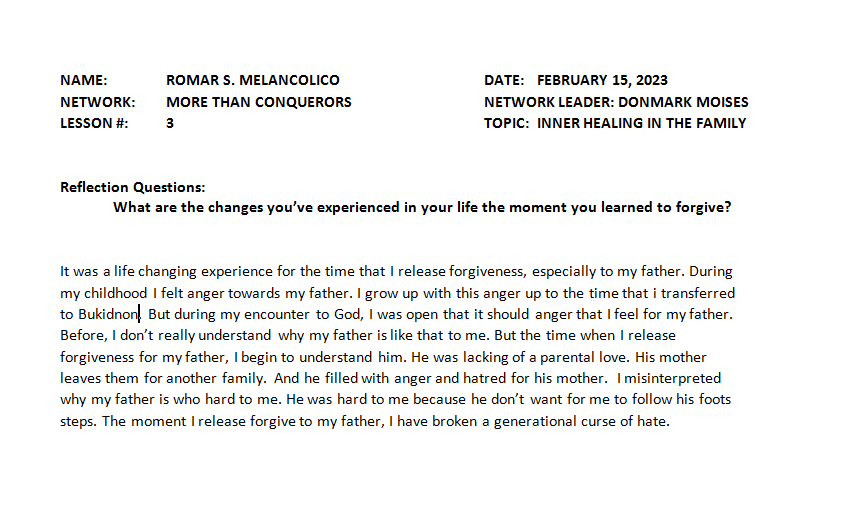 NAME: ROMAR S. MELANCOLICO DATE: FEBRUARY 15, 2023
NETWORK: MORE THAN CONQUERORS NETWORK LEADER: DONMARK MOISES
LESSON #: 3 TOPIC: INNER HEALING IN THE FAMILY
Reflection Questions:
What are the changes you've experienced in your life the moment you learned to forgive?
It was a life changing experience for the time that I release forgiveness, especially to my father. During
my childhood I felt anger towards my father. I grow up with this anger up to the time that i transferred
to Bukidnon. But during my encounter to God, I was open that it should anger that I feel for my father.
Before, I don't really understand why my father is like that to me. But the time when I release
forgiveness for my father, I begin to understand him. He was lacking of a parental love. His mother
leaves them for another family. And he filled with anger and hatred for his mother. I misinterpreted
why my father is who hard to me. He was hard to me because he don't want for me to follow his foots
steps. The moment I release forgive to my father, I have broken a generational curse of hate.